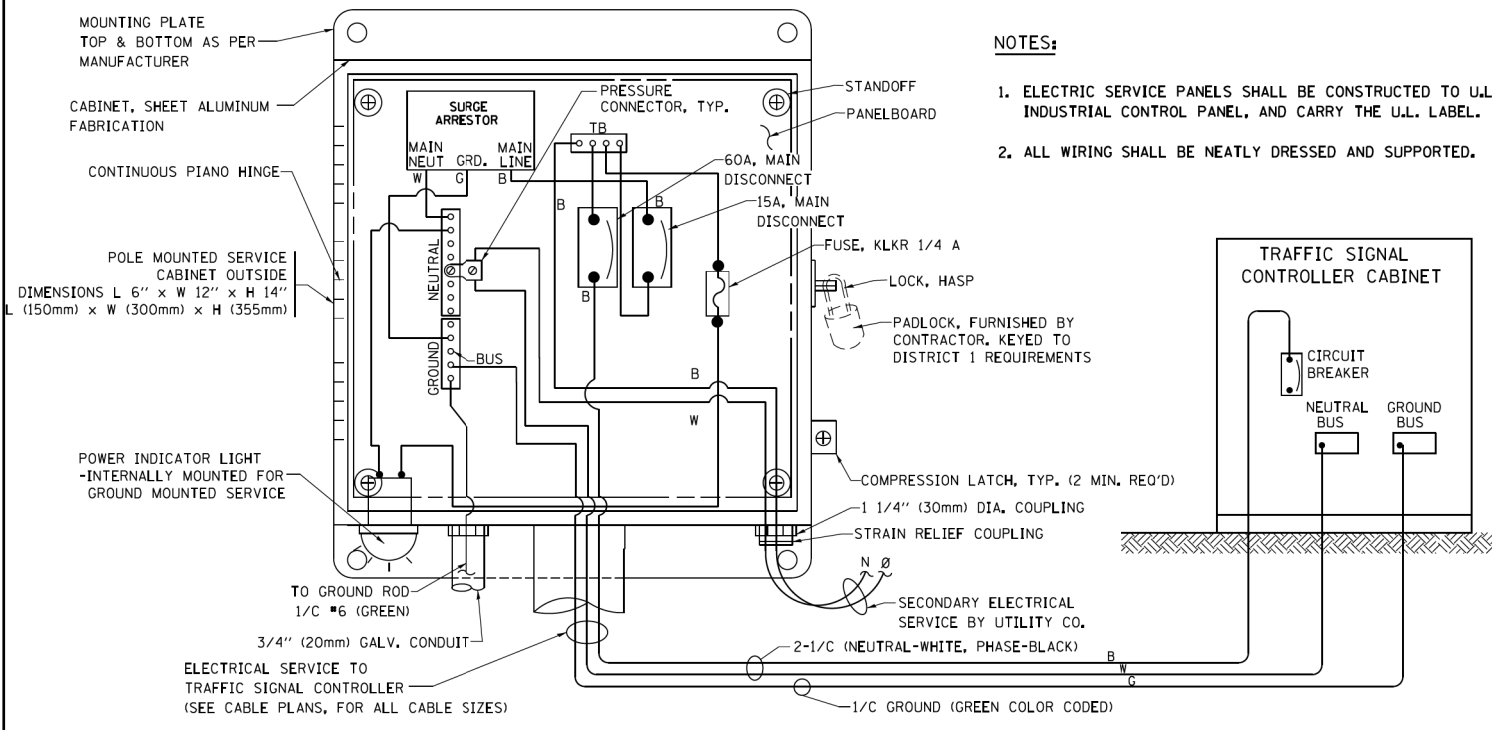 MOUNTING PLATE
TOP & BOTTOM AS PER
MANUFACTURER
CABINET, SHEET ALUMINUM
FABRICATION
CONTINUOUS PIANO HINGE
POLE MOUNTED SERVICE
CABINET OUTSIDE
DIMENSIONS L 6" x W 12" x H 14"
L (150mm) x W (300mm) x H (355mm)
POWER INDICATOR LIGHT
-INTERNALLY MOUNTED FOR
GROUND MOUNTED SERVICE
SURGE
ARRESTOR
MAIN
NEUT
GRD.
MAIN
LINE
W
G
B
PRESSURE
CONNECTOR, TYP.
TB
STANDOFF
PANELBOARD
60A, MAIN
DISCONNECT
15A, MAIN
DISCONNECT
B
B
B
FUSE, KLKR 1/4 A
LOCK, HASP
PADLOCK, FURNISHED BY
CONTRACTOR. KEYED TO
DISTRICT 1 REQUIREMENTS
NEUTRAL
GROUND
BUS
B
W
COMPRESSION LATCH, TYP. (2 MIN. REQ'D)
1 1/4" (30mm) DIA. COUPLING
STRAIN RELIEF COUPLING
N Ø
SECONDARY ELECTRICAL
SERVICE BY UTILITY CO.
TO GROUND ROD
1/C #6 (GREEN)
3/4" (20mm) GALV. CONDUIT
ELECTRICAL SERVICE TO
TRAFFIC SIGNAL CONTROLLER
(SEE CABLE PLANS, FOR ALL CABLE SIZES)
2-1/C (NEUTRAL-WHITE, PHASE-BLACK)
1/C GROUND (GREEN COLOR CODED)
B
W
G
NOTES:
1. ELECTRIC SERVICE PANELS SHALL BE CONSTRUCTED TO U.L
INDUSTRIAL CONTROL PANEL, AND CARRY THE U.L. LABEL.
2. ALL WIRING SHALL BE NEATLY DRESSED AND SUPPORTED.
TRAFFIC SIGNAL
CONTROLLER CABINET
CIRCUIT
BREAKER
NEUTRAL
BUS
GROUND
BUS